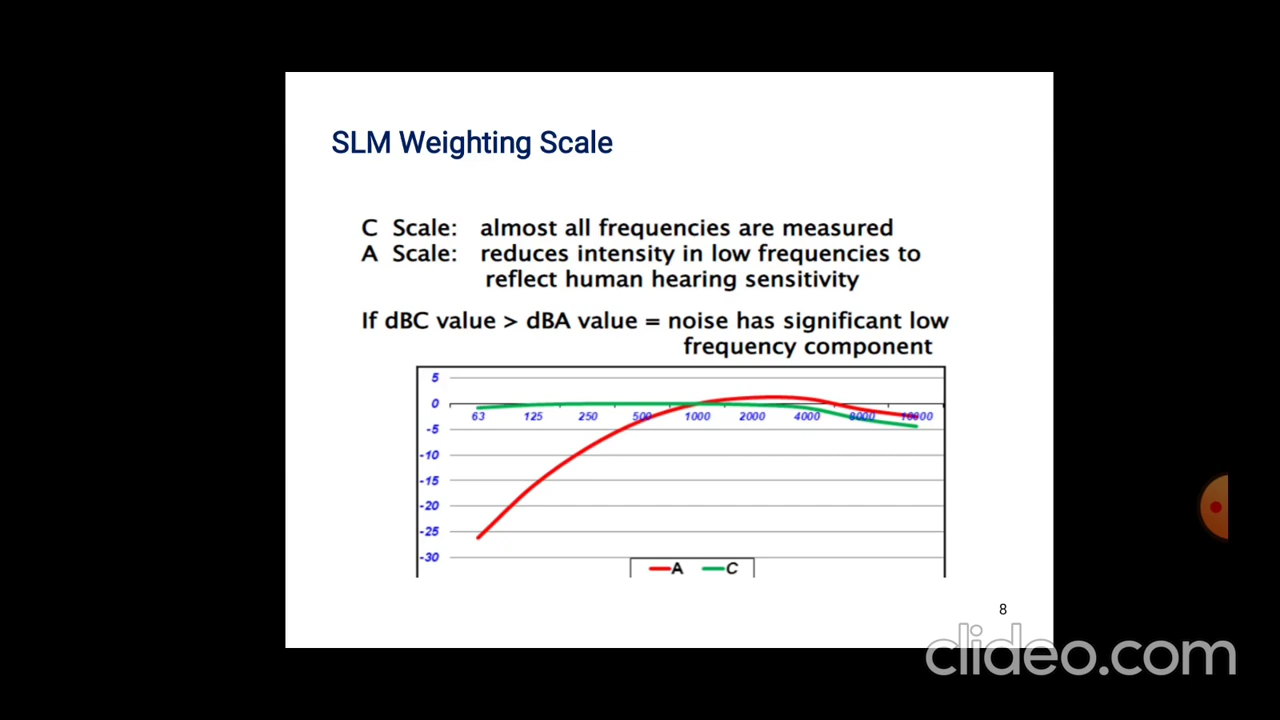 SLM Weighting Scale
C Scale: almost all frequencies are measured
A Scale: reduces intensity in low frequencies to
reflect human hearing sensitivity
If dBC value > dBA value = noise has significant low
frequency component
5
0
63 125 250 500 1000 2000 4000 8000 10000
-5
-10
-15
-20
-25
-30
A C
8
clideo.com